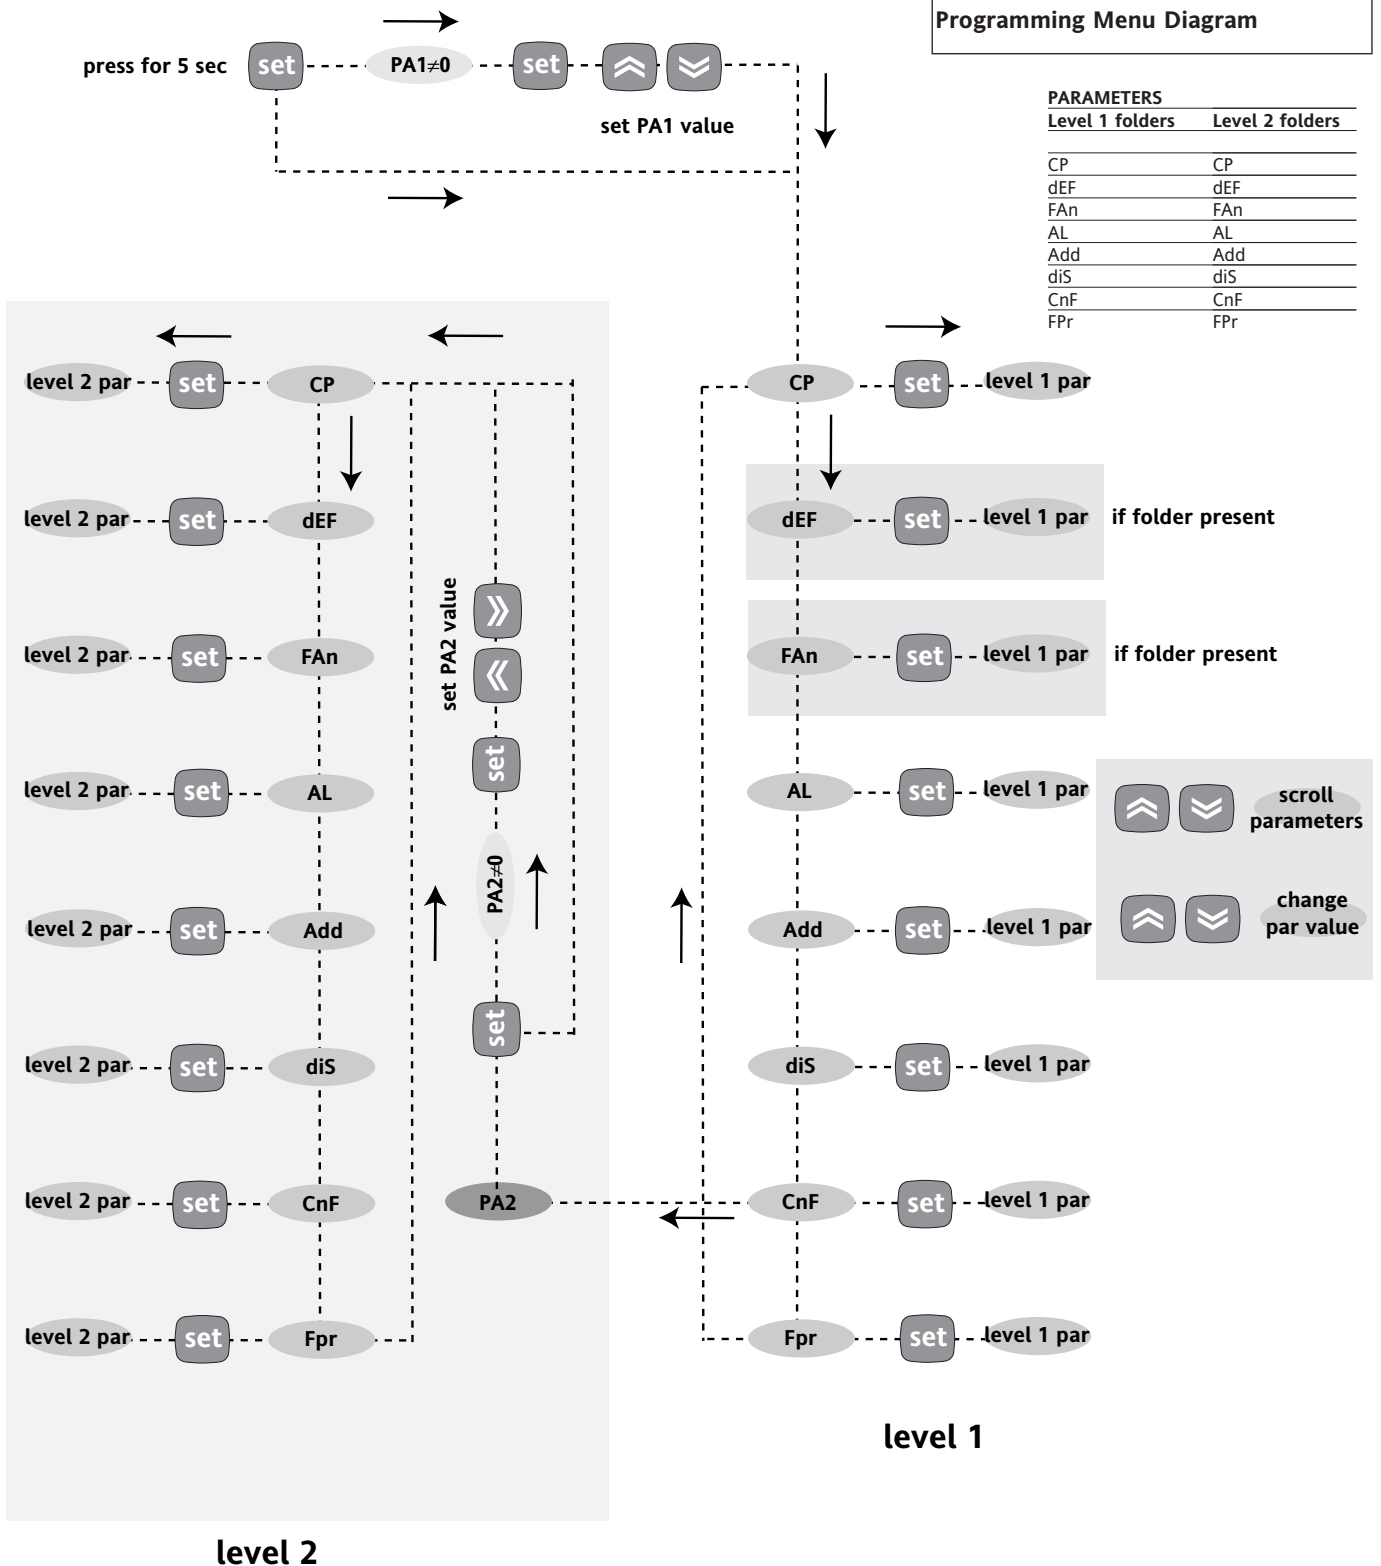 Programming Menu Diagram
press for 5 sec set PA1≠0 set
set PA1 value
PARAMETERS
Level 1 folders Level 2 folders
CP CP
dEF dEF
FAn FAn
AL AL
Add Add
diS diS
CnF CnF
FPr FPr
level 2 par set CP
level 2 par set dEF
level 2 par set FAn
level 2 par set AL
level 2 par set Add
level 2 par set diS
level 2 par set CnF
level 2 par set Fpr
set PA2 value
set
PA2≠0
set
PA2
CP set level 1 par
dEF set level 1 par if folder present
FAn set level 1 par if folder present
AL set level 1 par
Add set level 1 par
diS set level 1 par
CnF set level 1 par
Fpr set level 1 par
scroll
parameters
change
par value
level 1
level 2